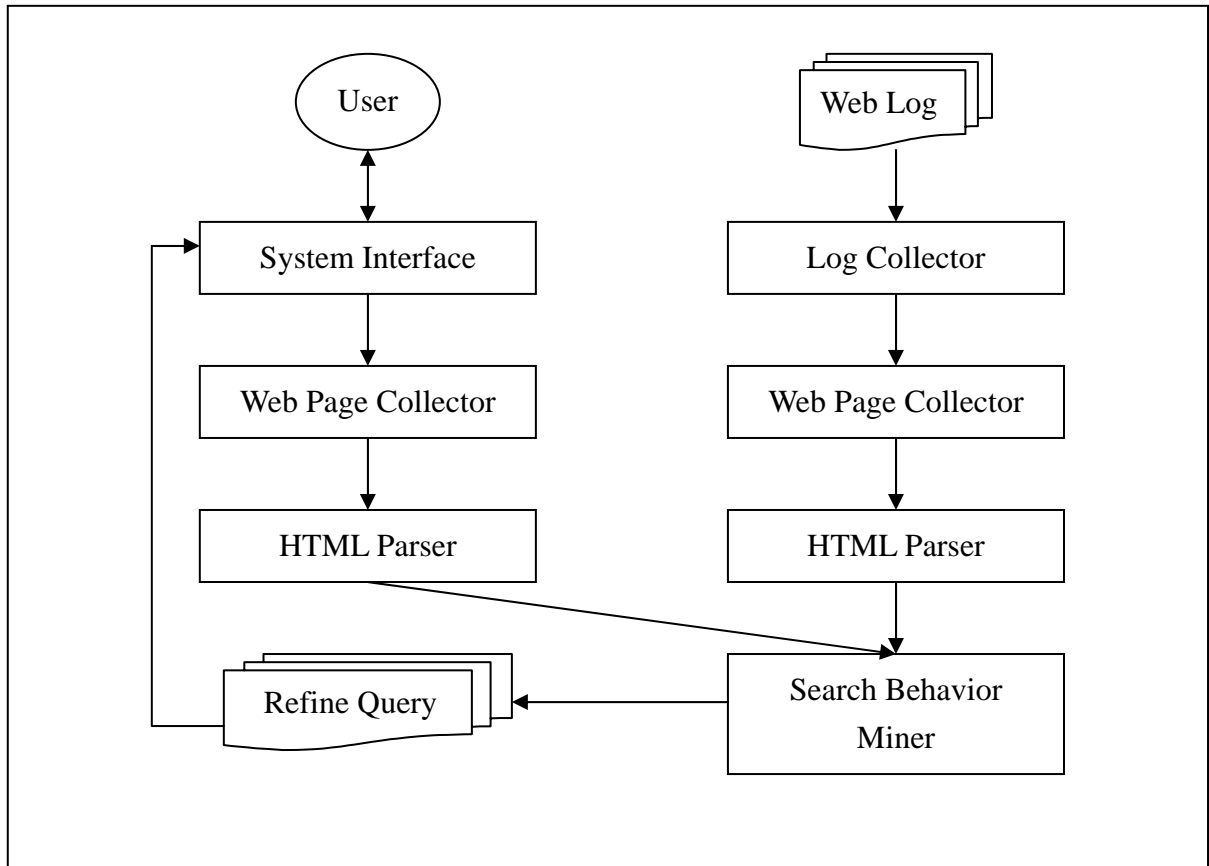 User
Web Log
System Interface
Log Collector
Web Page Collector
Web Page Collector
HTML Parser
HTML Parser
Refine Query
Search Behavior
Miner